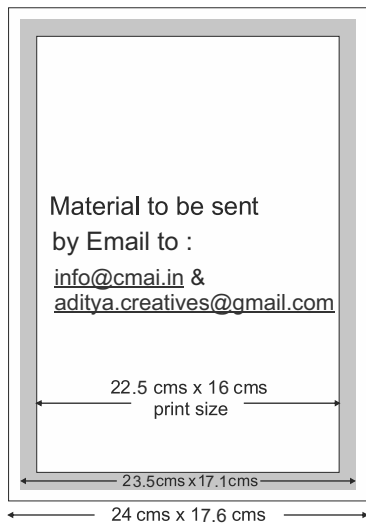 Material to be sent
by Email to :
info@cmai.in &
aditya.creatives@gmail.com
22.5 cms x 16 cms
print size
23.5cms x 17.1cms
24 cms x 17.6 cms